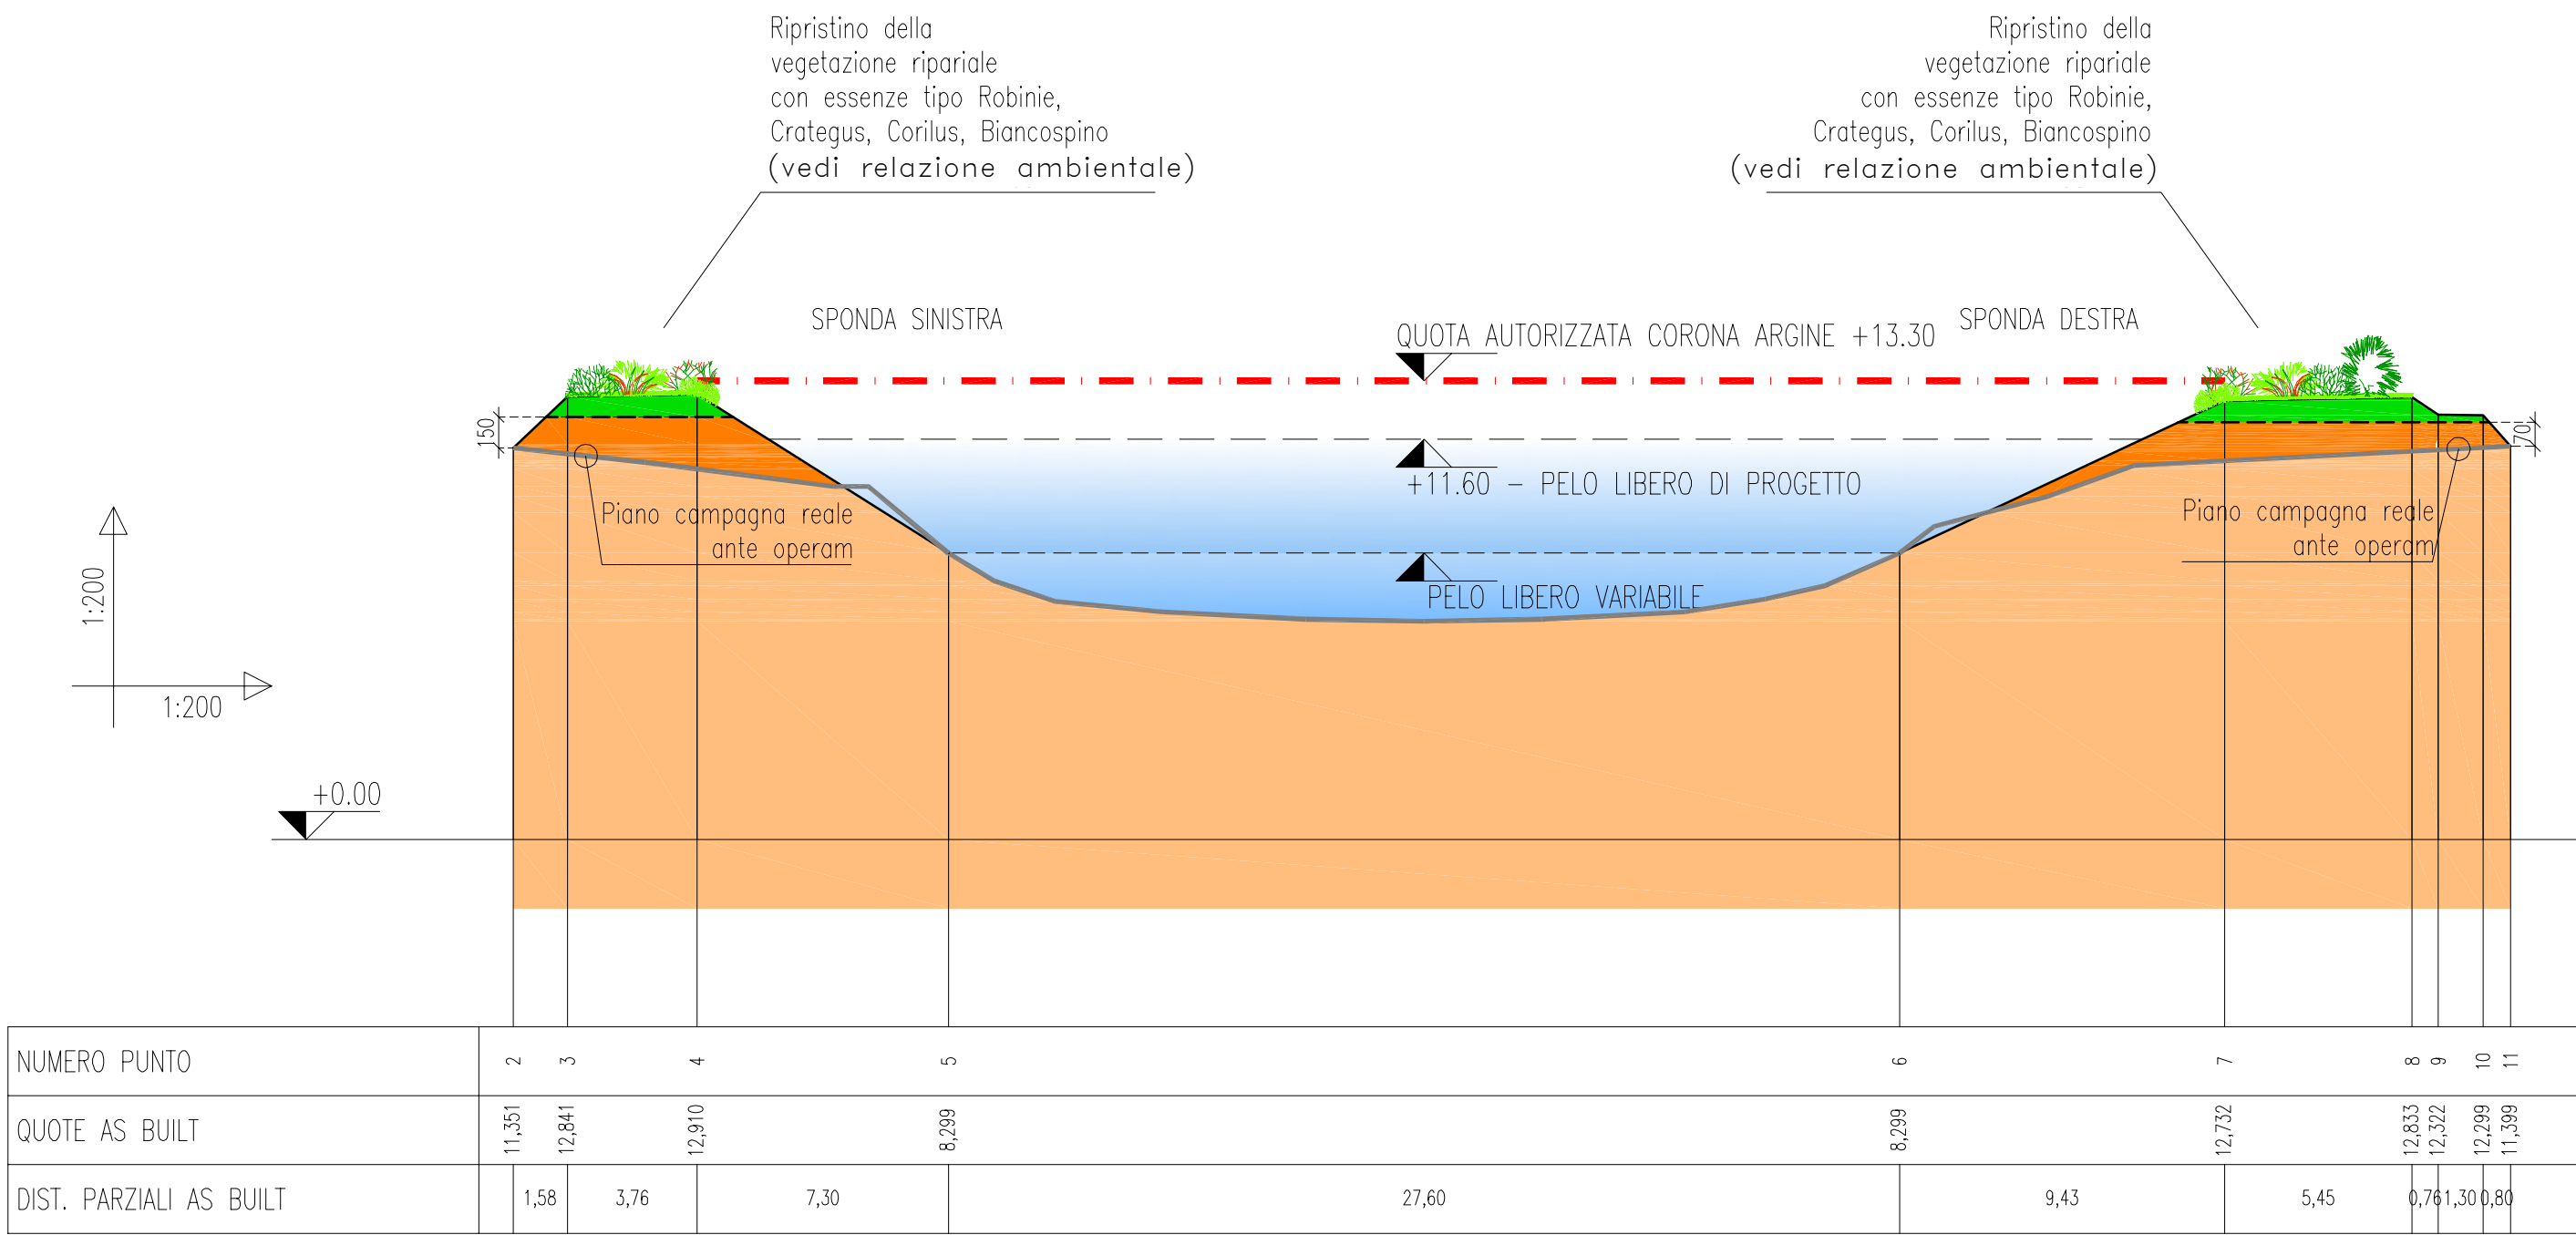 Ripristino della
vegetazione ripariale
con essenze tipo Robinie,
Crategus, Corilus, Biancospino
(vedi relazione ambientale)
Ripristino della
vegetazione ripariale
con essenze tipo Robinie,
Crategus, Corilus, Biancospino
(vedi relazione ambientale)
SPONDA SINISTRA
QUOTA AUTORIZZATA CORONA ARGINE +13.30
SPONDA DESTRA
150
70
+11.60 – PELO LIBERO DI PROGETTO
Piano campagna reale
ante operam
Piano campagna reale
ante operam
PELO LIBERO VARIABILE
1:200
1:200
+0.00
NUMERO PUNTO 2 3 4 5 6 7 8 9 10 11
QUOTE AS BUILT 11,351 12,841 12,910 8,299 8,299 12,732 12,833 12,322 12,299 11,399
DIST. PARZIALI AS BUILT 1,58 3,76 7,30 27,60 9,43 5,45 0,76 1,30 0,80